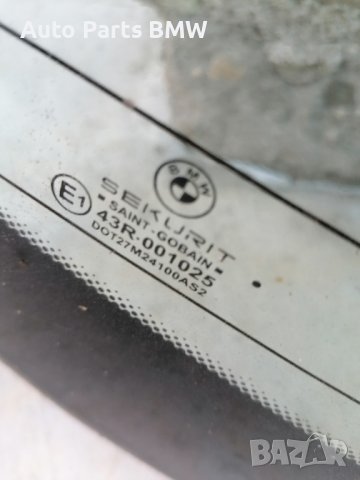 Auto Parts BMW
BMW
SEKURIT
SAINT-GOBAIN
E1
43R-001025
DOT27M24100AS2
BAZAR